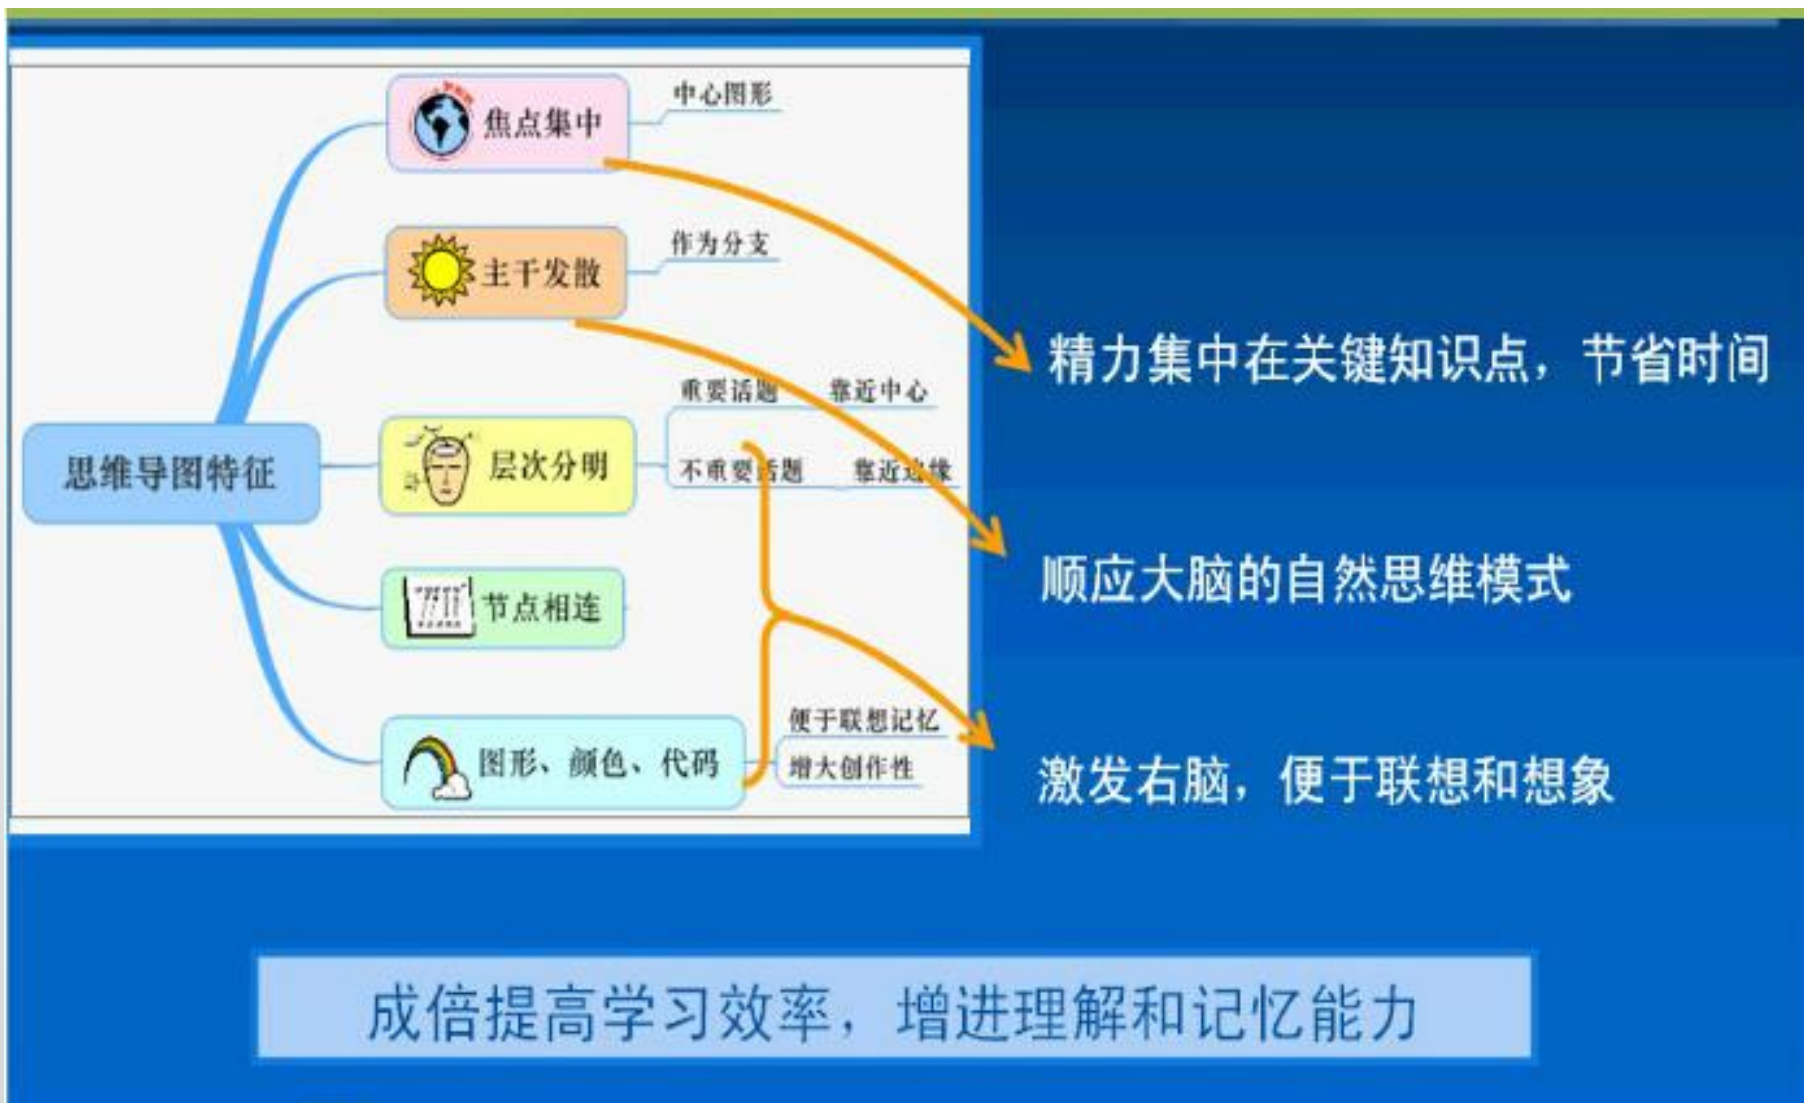 思维导图特征
焦点集中
中心图形
主干发散
作为分支
层次分明
重要话题
靠近中心
不重要话题
靠近边缘
节点相连
图形、颜色、代码
便于联想记忆
增大创作性
精力集中在关键知识点，节省时间
顺应大脑的自然思维模式
激发右脑，便于联想和想象
成倍提高学习效率，增进理解和记忆能力